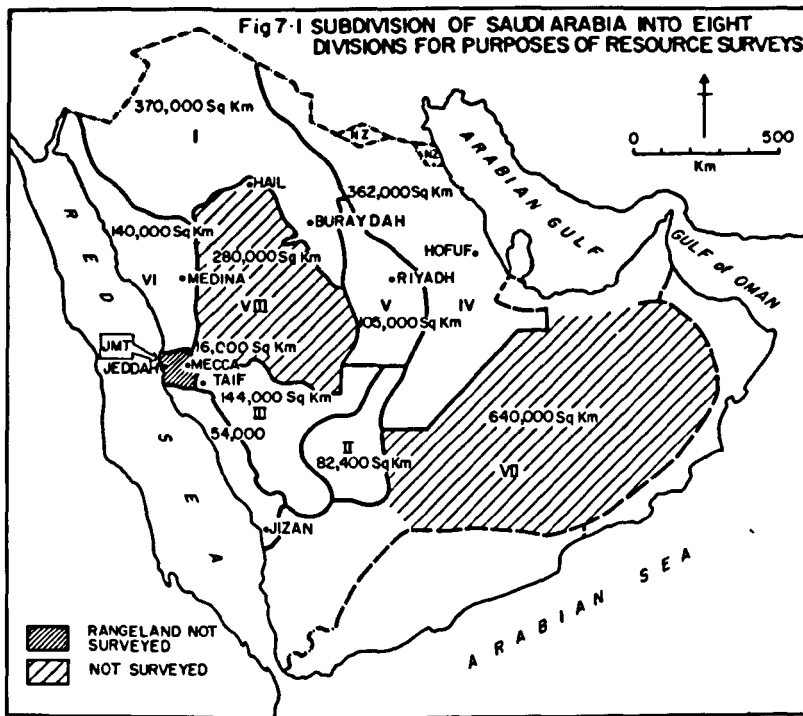 Fig 7·1 SUBDIVISION OF SAUDI ARABIA INTO EIGHT
DIVISIONS FOR PURPOSES OF RESOURCE SURVEYS
370,000 Sq Km
I
NZ
NZ
0 500
Km
ARABIAN GULF
GULF of OMAN
HAIL
362,000 Sq Km
BURAYDAH
140,000 Sq Km
280,000 Sq Km
HOFUF
RED SEA
VI
MEDINA
RIYADH
VIII
V
IV
105,000 Sq Km
16,000 Sq Km
JMT
JEDDAH
MECCA
TAIF
144,000 Sq Km
III
54,000
II
82,400 Sq Km
640,000 Sq Km
VII
JIZAN
ARABIAN SEA
RANGELAND NOT
SURVEYED
NOT SURVEYED